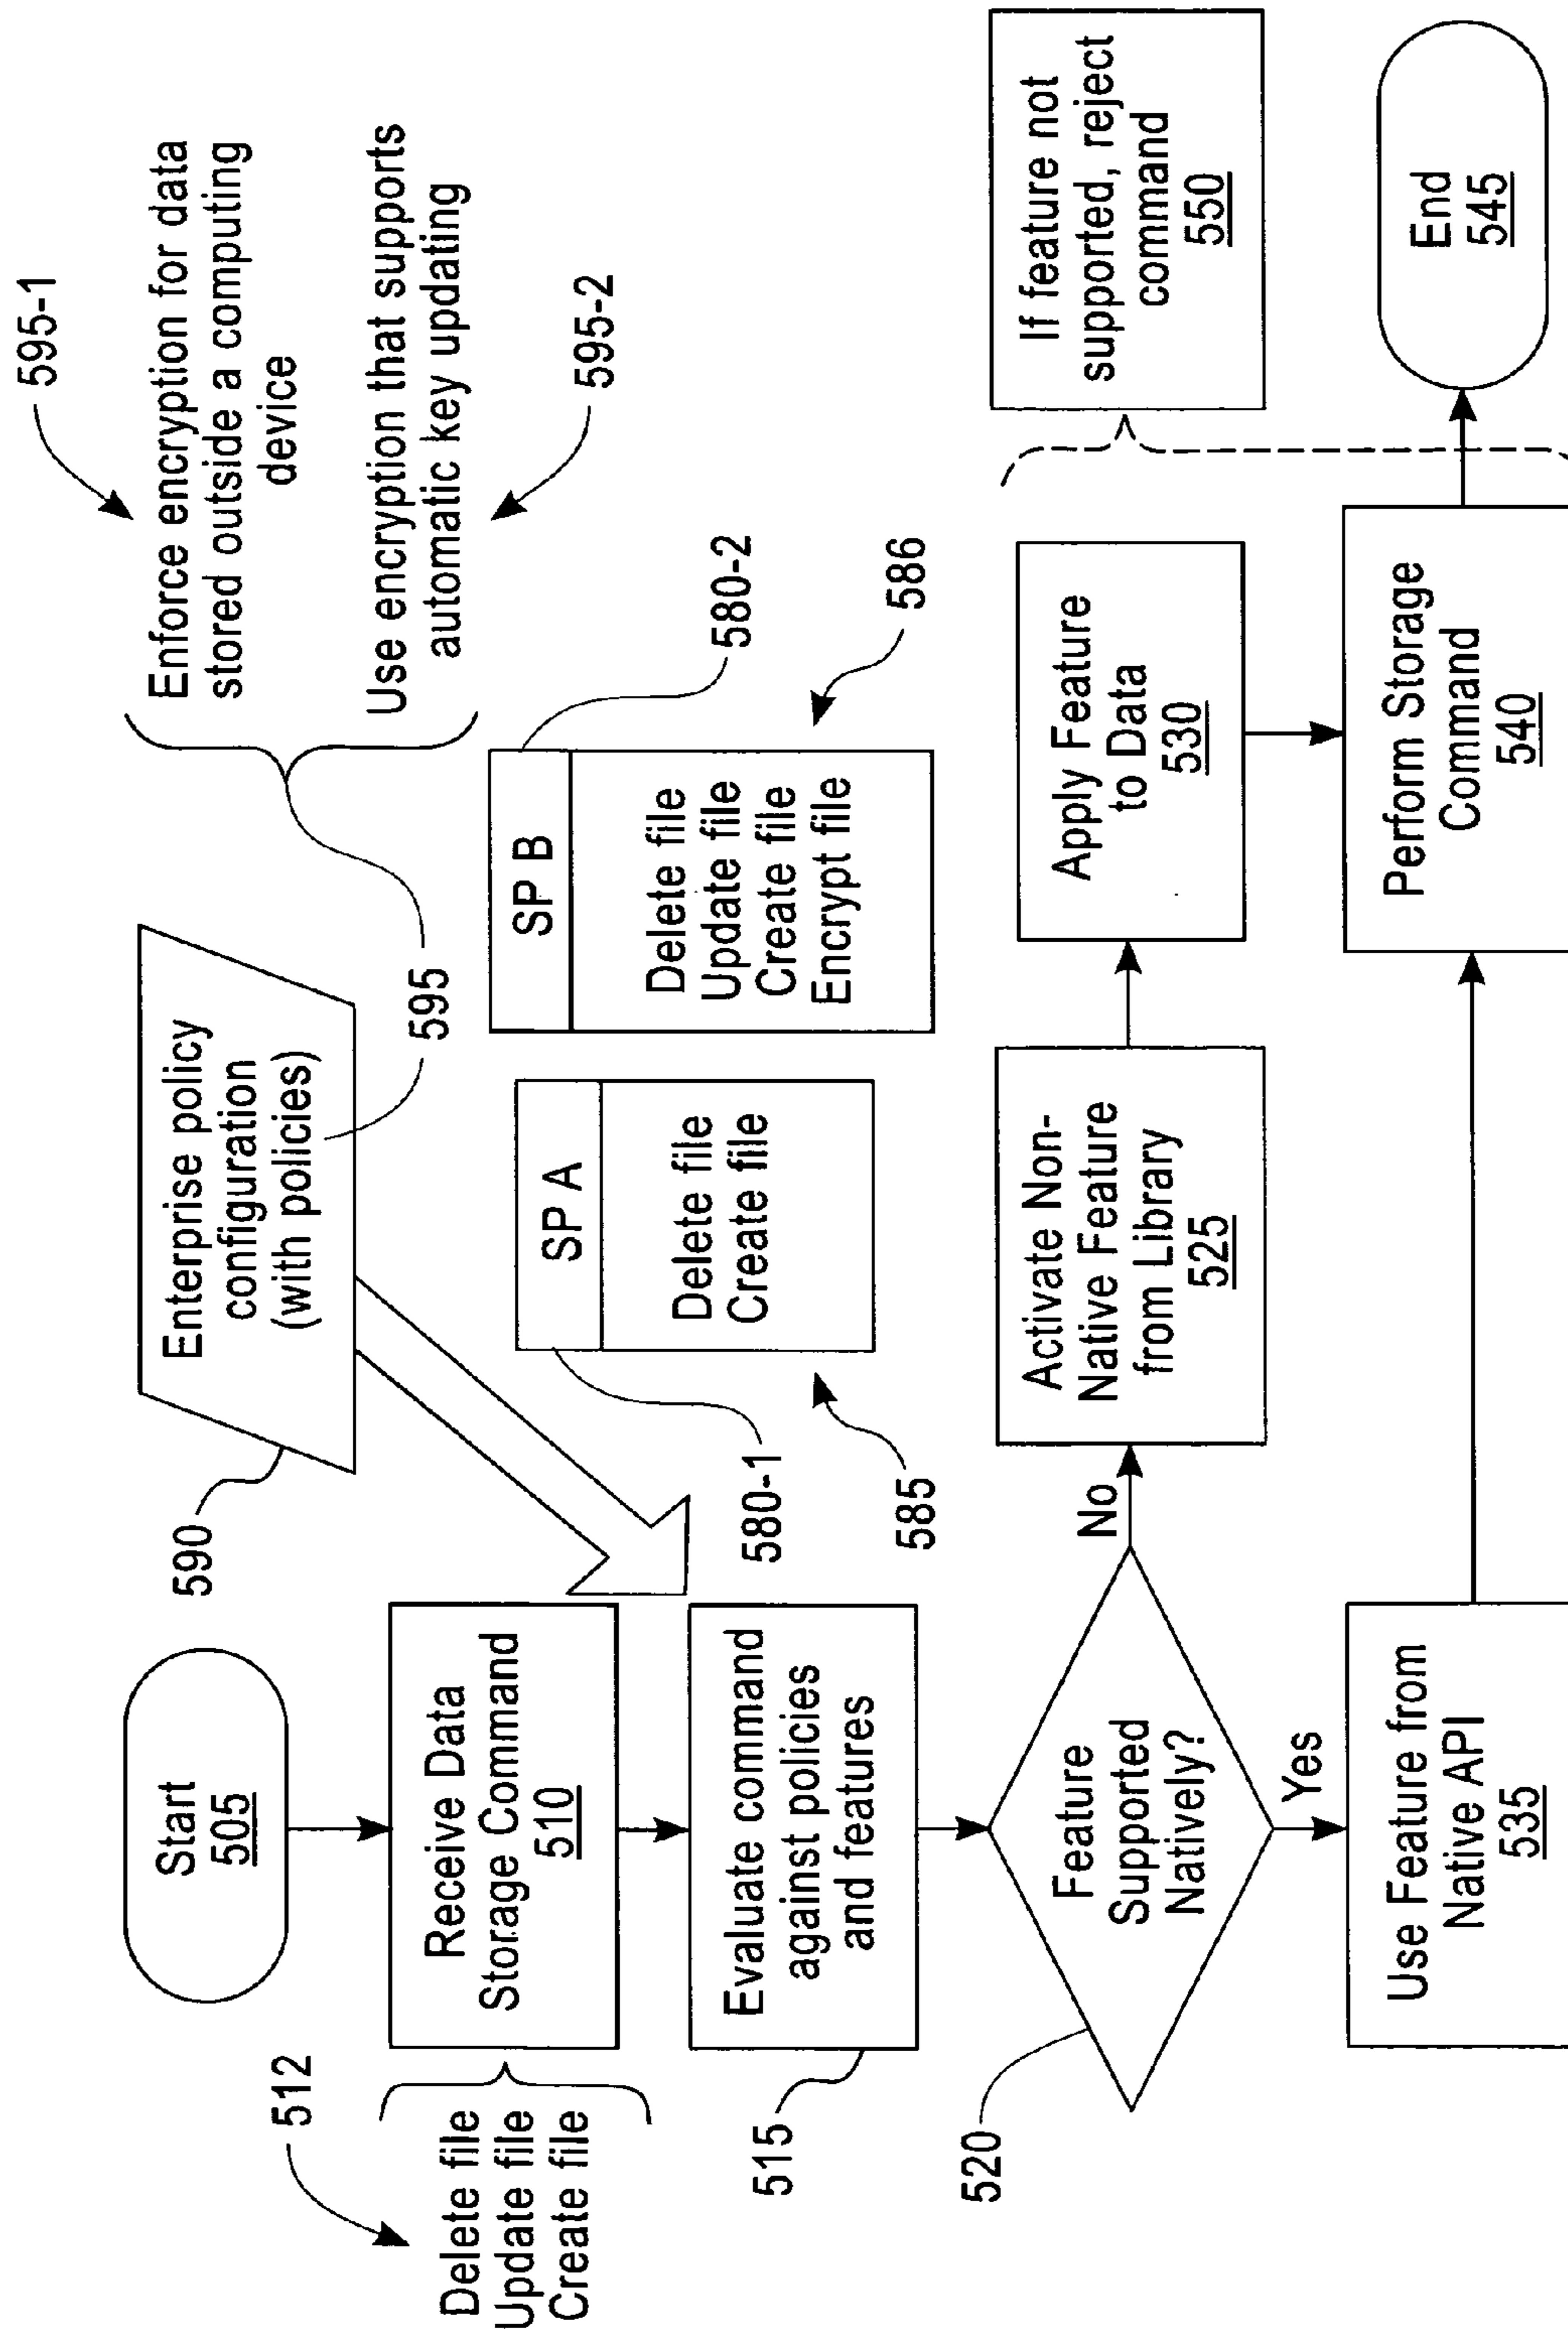 595-1
Enforce encryption for data
stored outside a computing
device
Use encryption that supports
automatic key updating
595-2
590
Enterprise policy
configuration
(with policies)
595
Start
505
512
Delete file
Update file
Create file
Receive Data
Storage Command
510
580-1
SP A
Delete file
Create file
585
580-2
SP B
Delete file
Update file
Create file
Encrypt file
586
515
Evaluate command
against policies
and features
520
Feature
Supported
Natively?
No
Activate Non-
Native Feature
from Library
525
Apply Feature
to Data
530
If feature not
supported, reject
command
550
Yes
Use Feature from
Native API
535
Perform Storage
Command
540
End
545